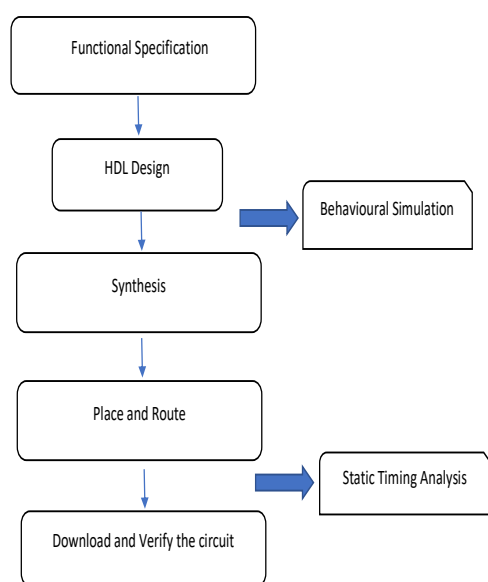 Functional Specification
HDL Design
Behavioural Simulation
Synthesis
Place and Route
Static Timing Analysis
Download and Verify the circuit